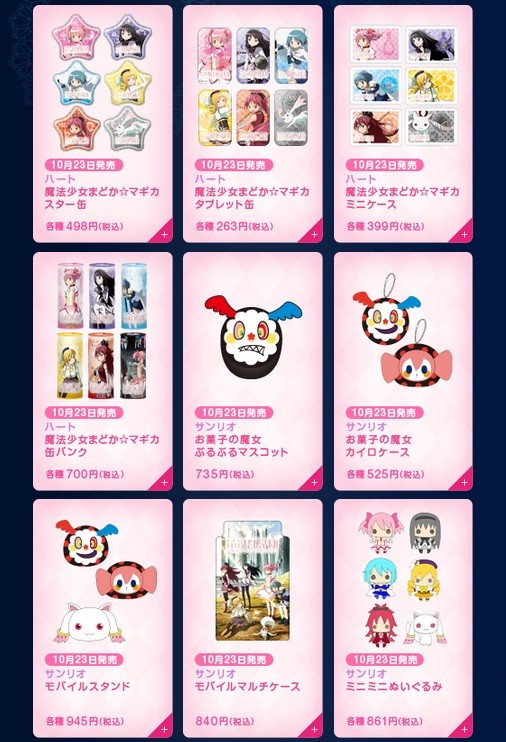 10月23日発売
ハート
魔法少女まどか☆マギカ
スター缶
各種498円(税込)
10月23日発売
ハート
魔法少女まどか☆マギカ
タブレット缶
各種263円(税込)
10月23日発売
ハート
魔法少女まどか☆マギカ
ミニケース
各種399円(税込)
10月23日発売
ハート
魔法少女まどか☆マギカ
缶バンク
各種700円(税込)
10月23日発売
サンリオ
お菓子の魔女
ぶるぶるマスコット
735円(税込)
10月23日発売
サンリオ
お菓子の魔女
カイロケース
各種525円(税込)
10月23日発売
サンリオ
モバイルスタンド
各種945円(税込)
10月23日発売
サンリオ
モバイルマルチケース
840円(税込)
10月23日発売
サンリオ
ミニミニぬいぐるみ
各種861円(税込)